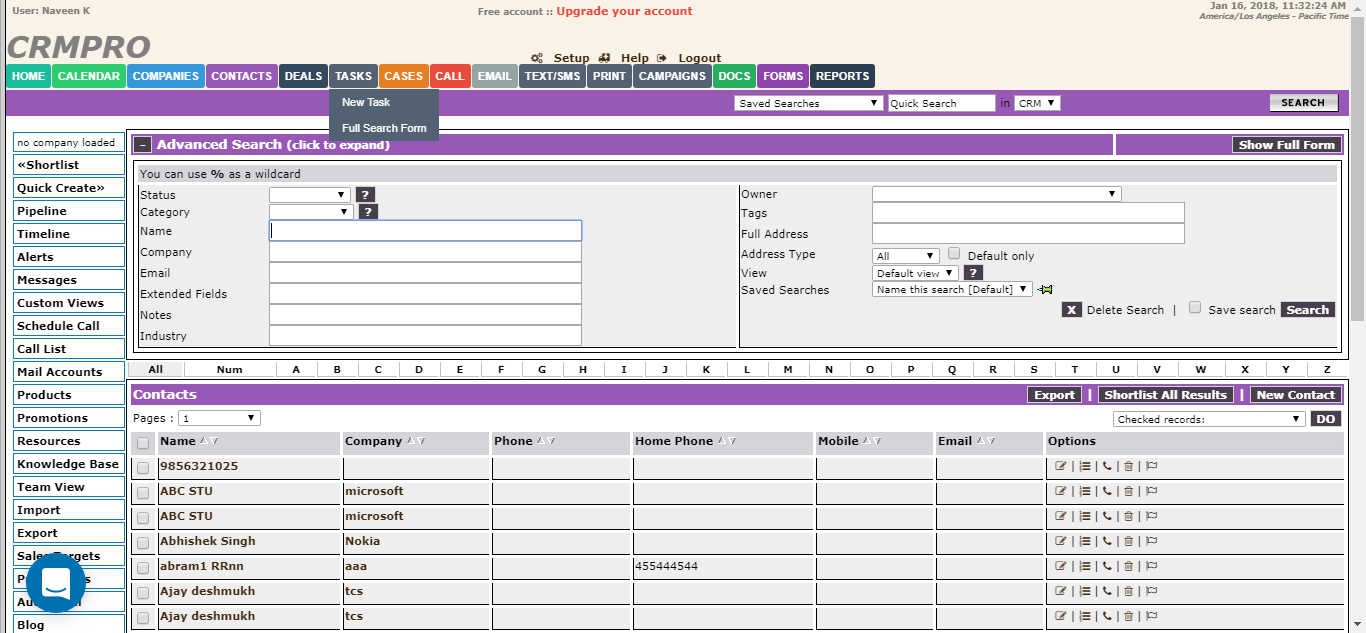 User: Naveen K
Free account :: Upgrade your account
Jan 16, 2018, 11:32:24 AM
America/Los Angeles - Pacific Time
CRMPRO
Setup Help Logout
HOME CALENDAR COMPANIES CONTACTS DEALS TASKS CASES CALL EMAIL TEXT/SMS PRINT CAMPAIGNS DOCS FORMS REPORTS
New Task
Full Search Form
Saved Searches Quick Search in CRM SEARCH
no company loaded
«Shortlist
Quick Create»
Pipeline
Timeline
Alerts
Messages
Custom Views
Schedule Call
Call List
Mail Accounts
Products
Promotions
Resources
Knowledge Base
Team View
Import
Export
Sales Targets
Blog
- Advanced Search (click to expand) Show Full Form
You can use % as a wildcard
Status ?
Category ?
Name
Company
Email
Extended Fields
Notes
Industry
Owner
Tags
Full Address
Address Type All Default only
View Default view ?
Saved Searches Name this search [Default]
X Delete Search | Save search Search
All Num A B C D E F G H I J K L M N O P Q R S T U V W X Y Z
Contacts Export | Shortlist All Results | New Contact
Pages : 1 Checked records: DO
Name Company Phone Home Phone Mobile Email Options
9856321025
ABC STU microsoft
ABC STU microsoft
Abhishek Singh Nokia
abram1 RRnn aaa 455444544
Ajay deshmukh tcs
Ajay deshmukh tcs